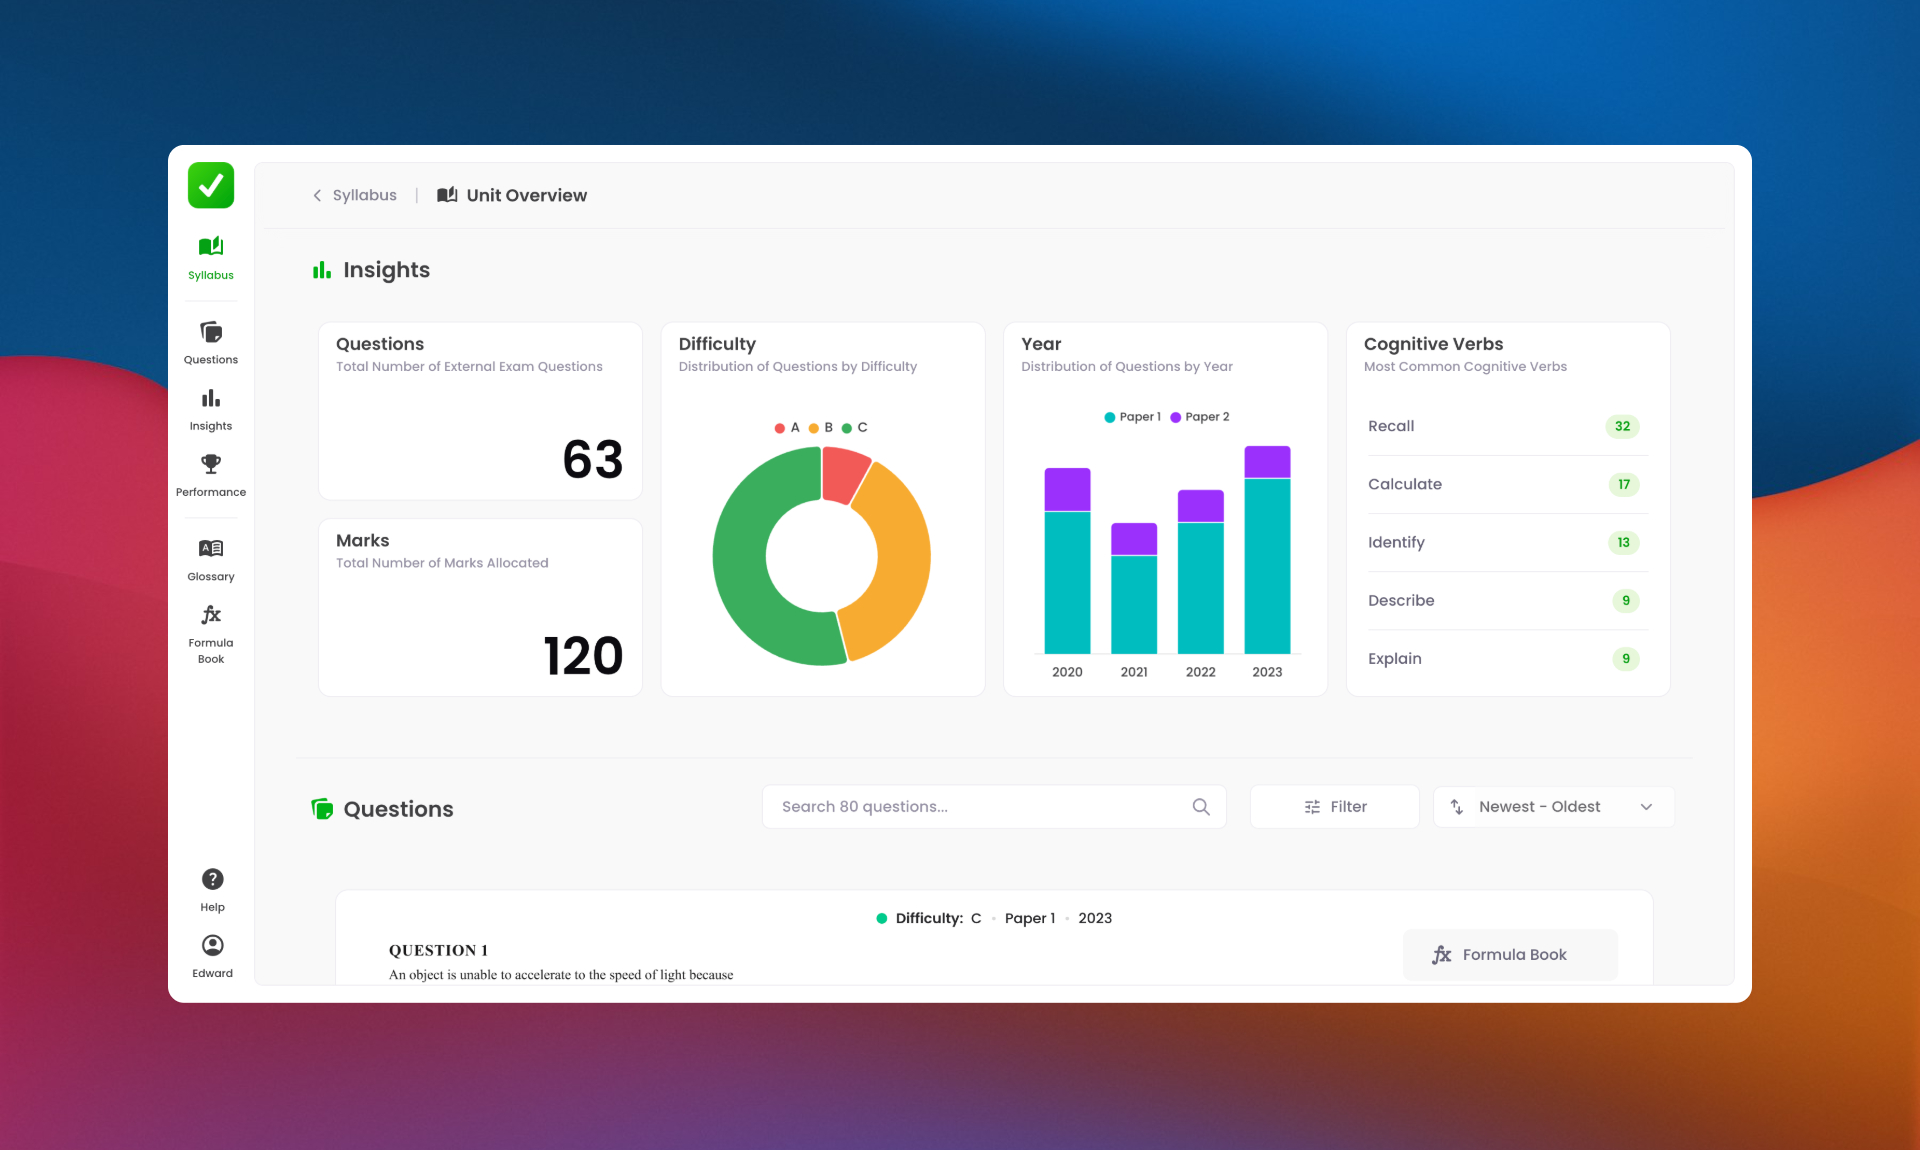 Syllabus
Questions
Insights
Performance
Glossary
Formula
Book
Help
Edward
Syllabus | Unit Overview
Insights
Questions
Total Number of External Exam Questions
63
Marks
Total Number of Marks Allocated
120
Difficulty
Distribution of Questions by Difficulty
A B C
Year
Distribution of Questions by Year
Paper 1 Paper 2
2020 2021 2022 2023
Cognitive Verbs
Most Common Cognitive Verbs
Recall 32
Calculate 17
Identify 13
Describe 9
Explain 9
Questions
Search 80 questions...
Filter
Newest - Oldest
Difficulty: C • Paper 1 • 2023
QUESTION 1
An object is unable to accelerate to the speed of light because
fx Formula Book